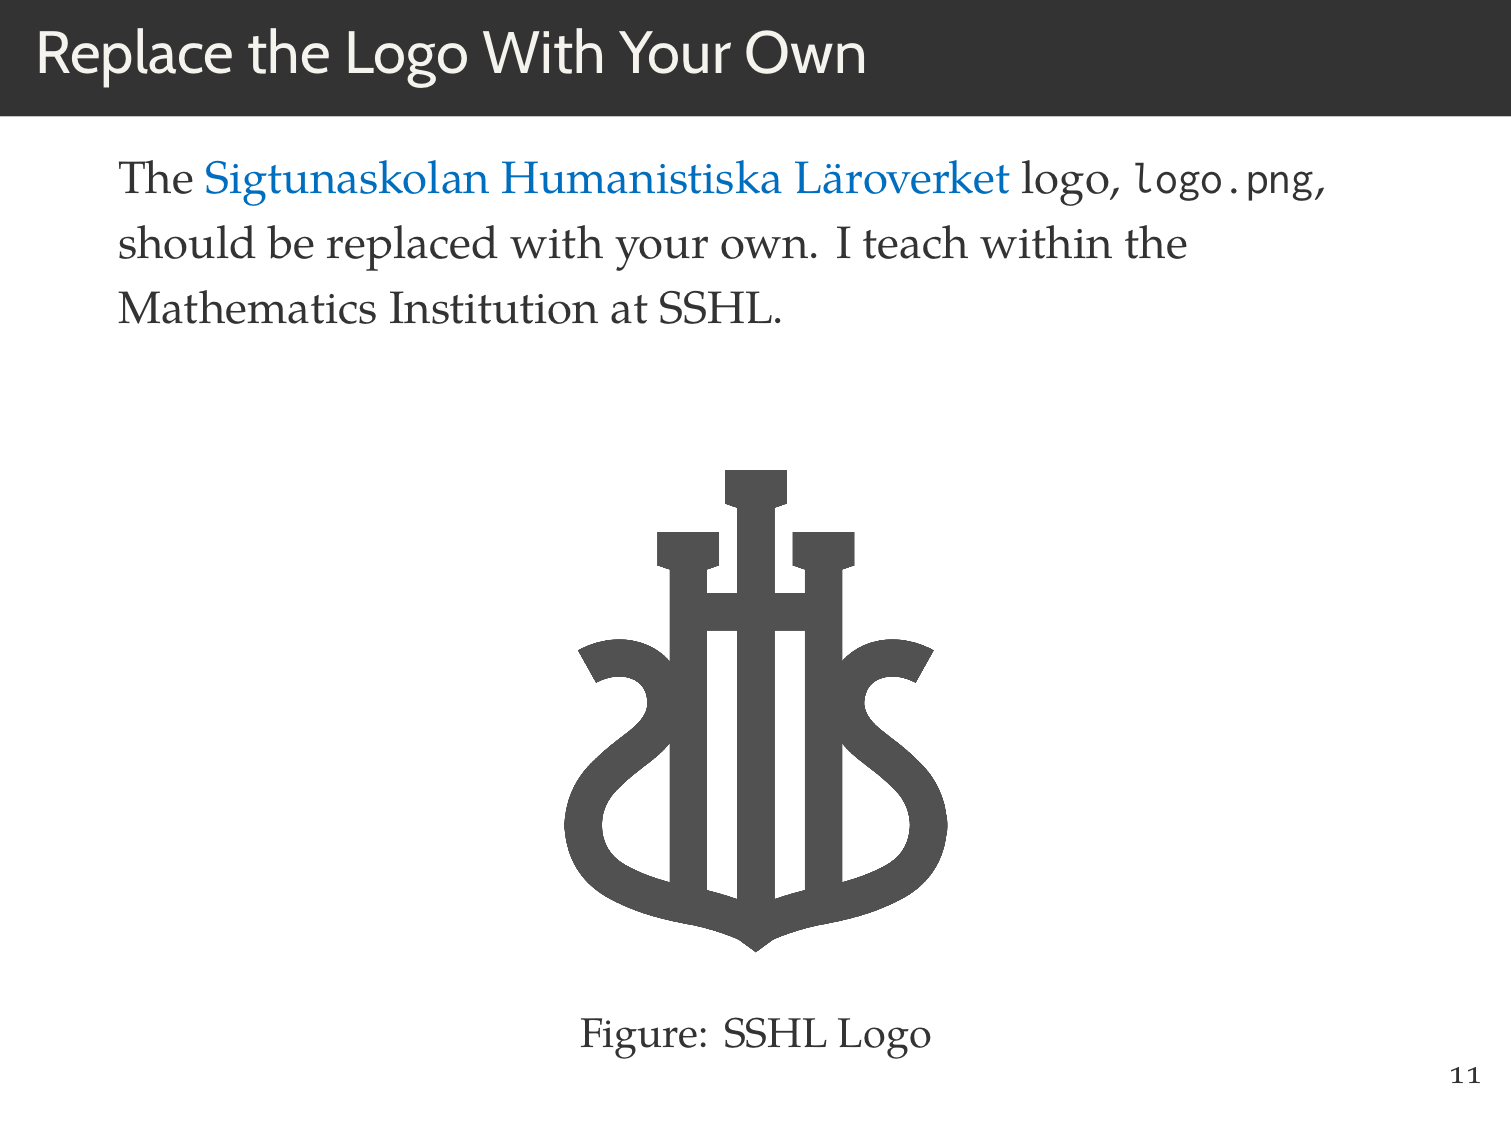 Replace the Logo With Your Own
The Sigtunaskolan Humanistiska Läroverket logo, logo.png,
should be replaced with your own. I teach within the
Mathematics Institution at SSHL.
Figure: SSHL Logo
11